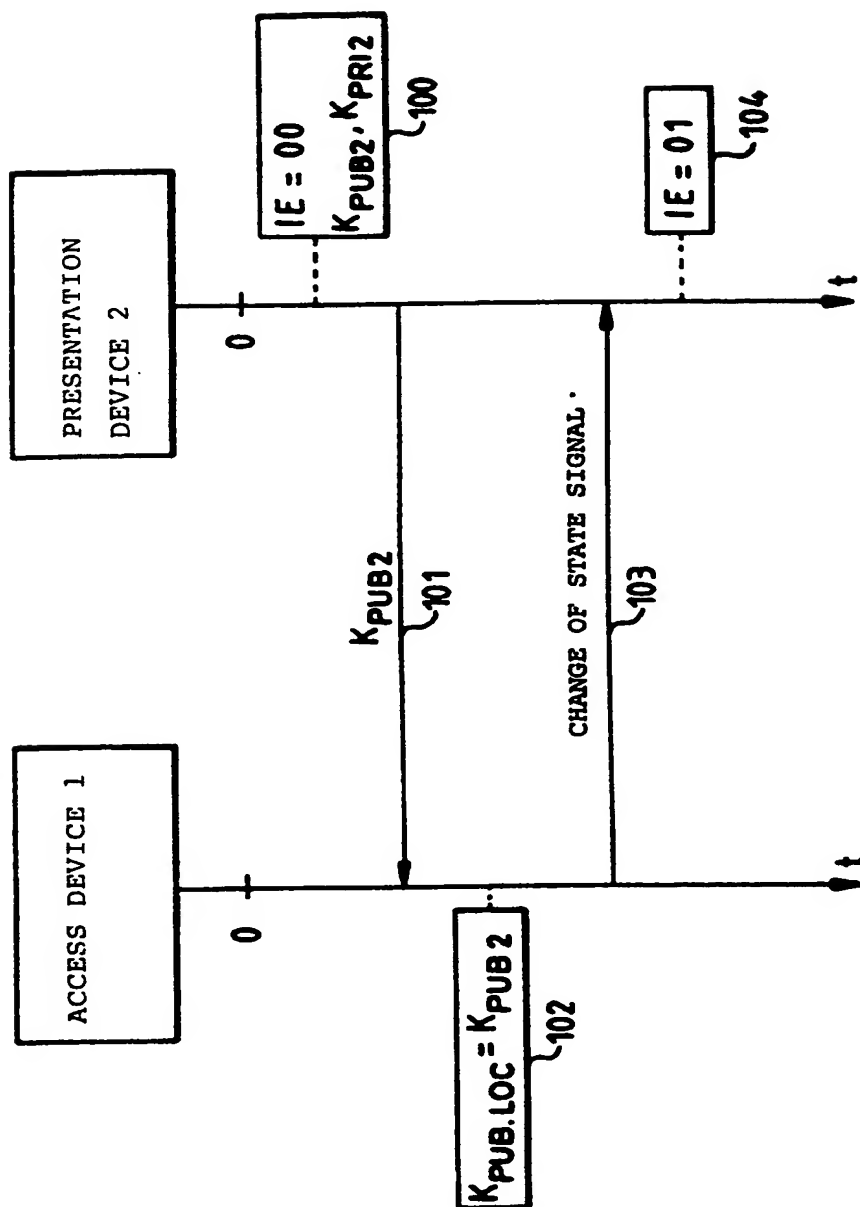 ACCESS DEVICE 1
PRESENTATION
DEVICE 2
0
0
IE = 00
KPUB2, KPRI2
100
KPUB2
101
KPUB.LOC = KPUB2
102
CHANGE OF STATE SIGNAL.
103
IE = 01
104
t
t